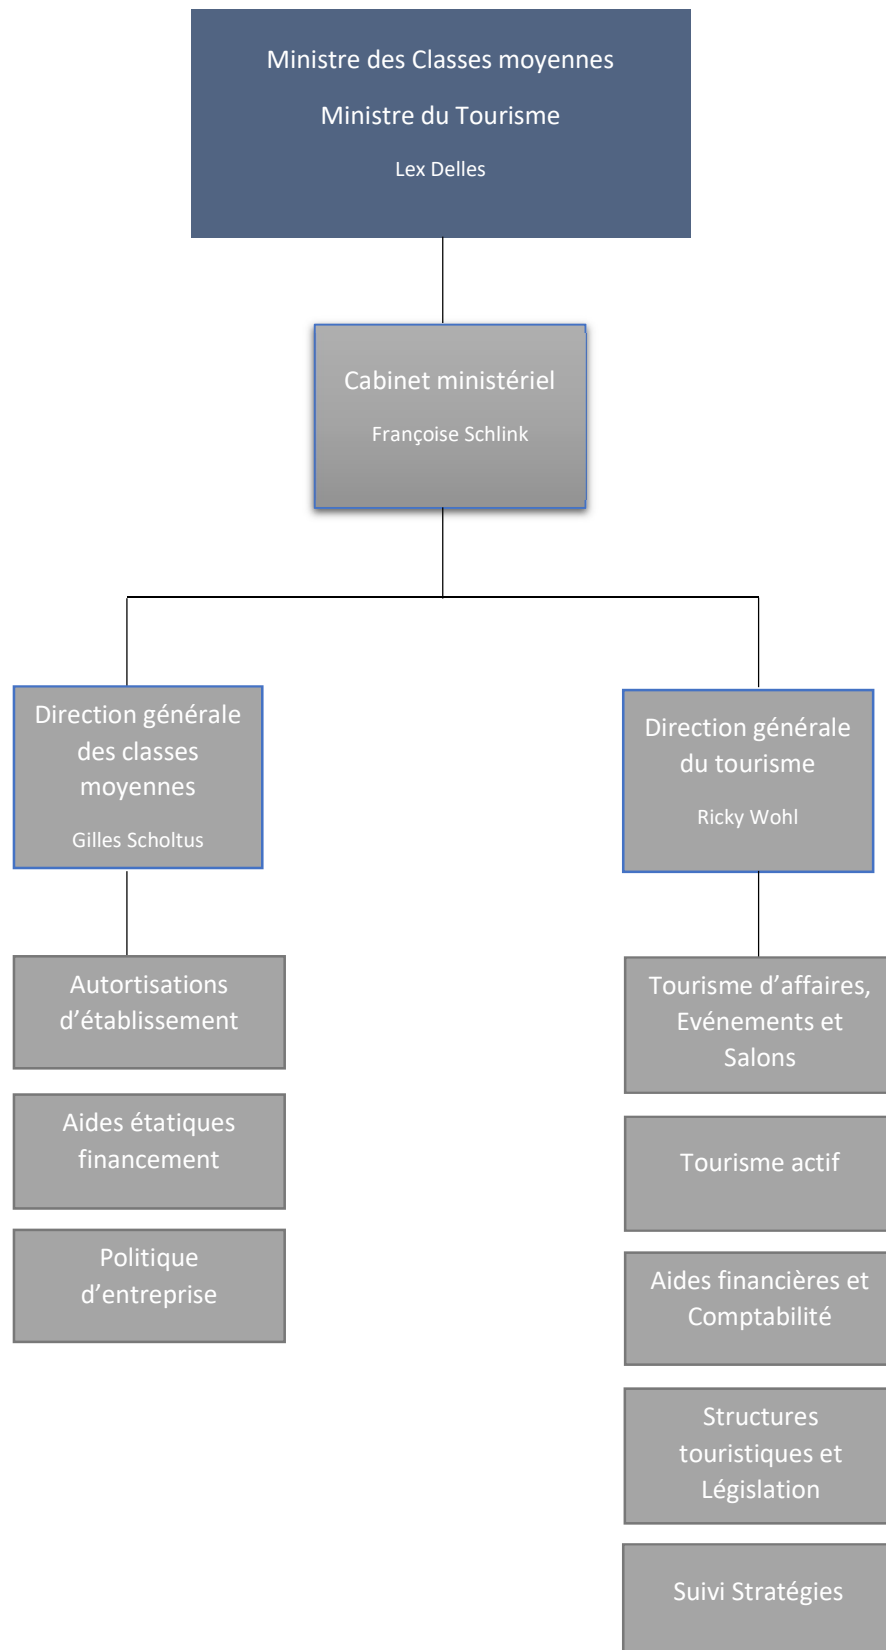 Ministre des Classes moyennes
Ministre du Tourisme
Lex Delles
Cabinet ministériel
Françoise Schlink
Direction générale
des classes
moyennes
Gilles Scholtus
Direction générale
du tourisme
Ricky Wohl
Autortisations
d’établissement
Aides étatiques
financement
Politique
d’entreprise
Tourisme d’affaires,
Evénements et
Salons
Tourisme actif
Aides financières et
Comptabilité
Structures
touristiques et
Législation
Suivi Stratégies